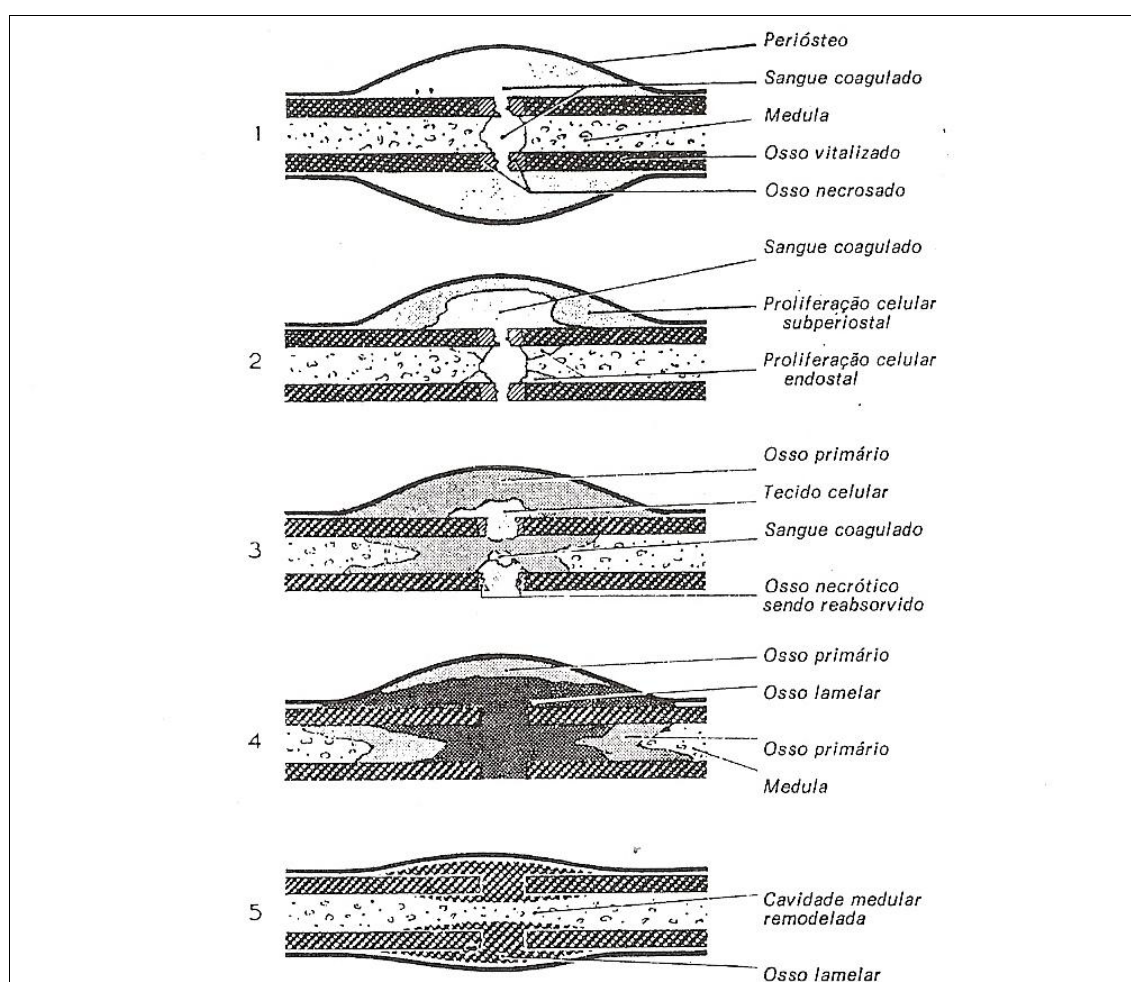 Periósteo
Sangue coagulado
1
Medula
Osso vitalizado
Osso necrosado
Sangue coagulado
Proliferação celular
subperiostal
2
Proliferação celular
endostal
Osso primário
Tecido celular
3
Sangue coagulado
Osso necrótico
sendo reabsorvido
Osso primário
Osso lamelar
4
Osso primário
Medula
5
Cavidade medular
remodelada
Osso lamelar